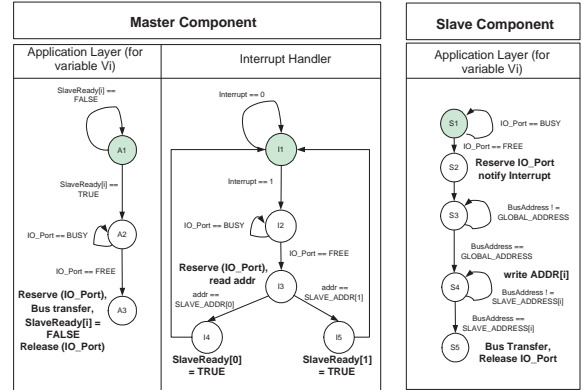 Master Component
Application Layer (for
variable Vi)
SlaveReady[i] ==
FALSE
A1
SlaveReady[i] ==
TRUE
A2
IO_Port == BUSY
IO_Port == FREE
A3
Reserve (IO_Port),
Bus transfer,
SlaveReady[i] =
FALSE
Release (IO_Port)
Interrupt Handler
Interrupt == 0
I1
Interrupt == 1
I2
IO_Port == BUSY
IO_Port == FREE
Reserve (IO_Port),
read addr
I3
addr ==
SLAVE_ADDR[0]
addr ==
SLAVE_ADDR[1]
I4
I5
SlaveReady[0]
= TRUE
SlaveReady[1]
= TRUE
Slave Component
Application Layer (for
variable Vi)
S1
IO_Port == BUSY
IO_Port == FREE
S2
Reserve IO_Port
notify Interrupt
S3
BusAddress ! =
GLOBAL_ADDRESS
BusAddress ==
GLOBAL_ADDRESS
write ADDR[i]
S4
BusAddress ! =
SLAVE_ADDRESS[i]
BusAddress ==
SLAVE_ADDRESS[i]
S5
Bus Transfer,
Release IO_Port